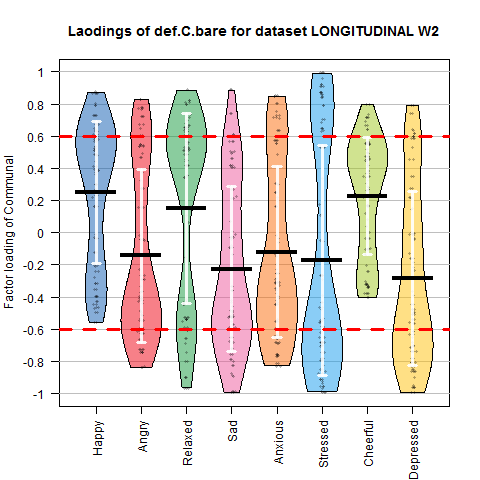 Laodings of def.C.bare for dataset LONGITUDINAL W2
Factor loading of Communal
1
0.8
0.6
0.4
0.2
0
-0.2
-0.4
-0.6
-0.8
-1
Happy
Angry
Relaxed
Sad
Anxious
Stressed
Cheerful
Depressed